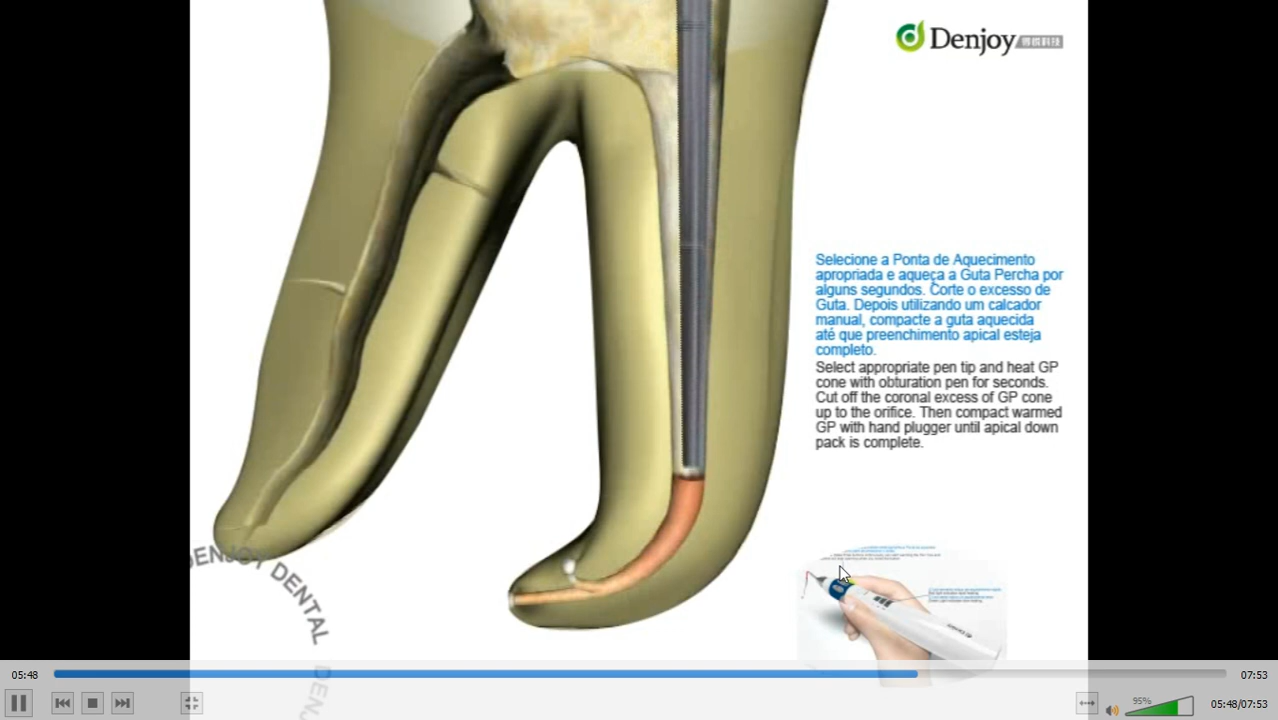 Denjoy
Selecione a Ponta de Aquecimento
apropriada e aqueça a Guta Percha por
alguns segundos. Corte o excesso de
Guta. Depois utilizando um calcador
manual, compacte a guta aquecida
até que preenchimento apical esteja
completo.
Select appropriate pen tip and heat GP
cone with obturation pen for seconds.
Cut off the coronal excess of GP cone
up to the orifice. Then compact warmed
GP with hand plugger until apical down
pack is complete.
DENJOY DENTAL
DEN
05:48
07:53
95%
05:48/07:53